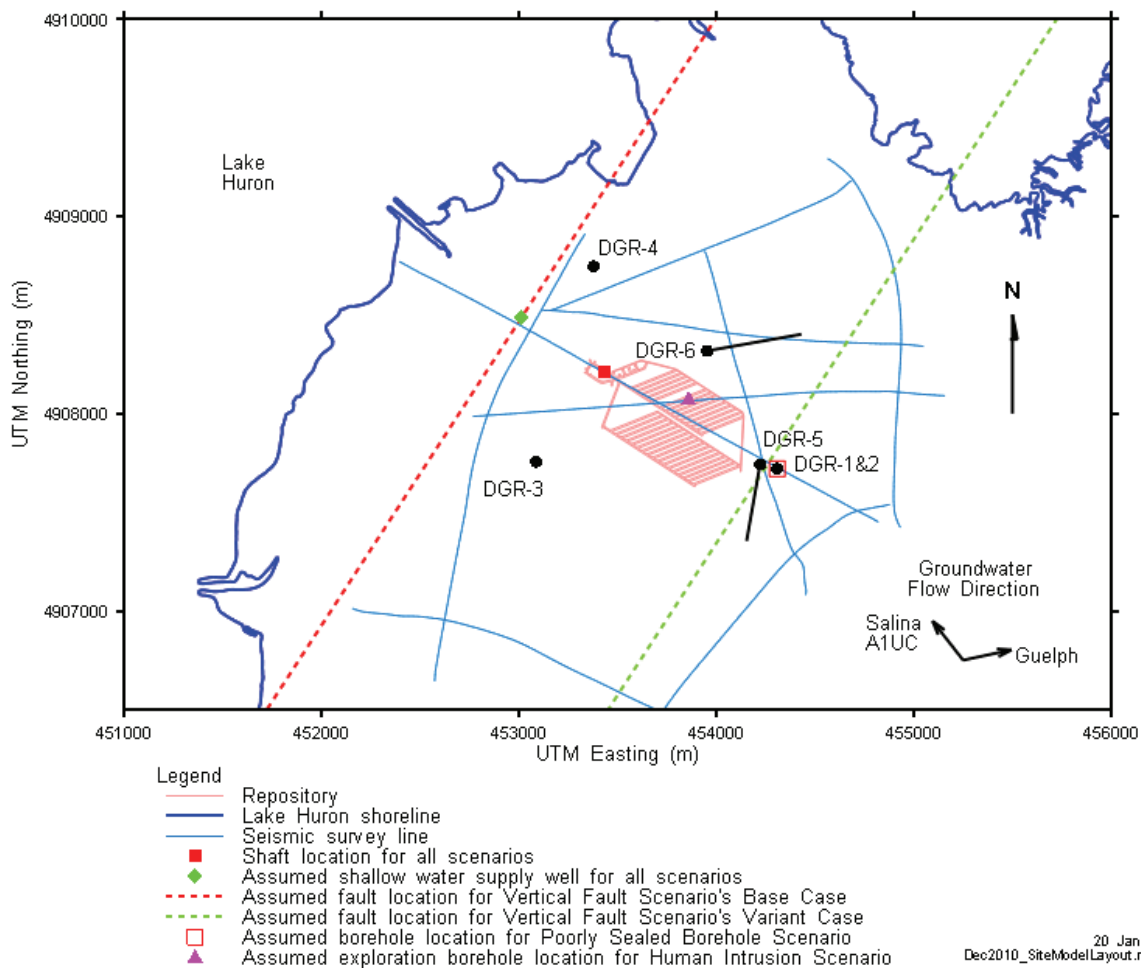 4910000
4909000
4908000
4907000
UTM Northing (m)
Lake
Huron
DGR-4
N
DGR-6
DGR-5
DGR-1&2
DGR-3
Groundwater
Flow Direction
Salina
A1UC
Guelph
451000 452000 453000 454000 455000 456000
UTM Easting (m)
Legend
Repository
Lake Huron shoreline
Seismic survey line
Shaft location for all scenarios
Assumed shallow water supply well for all scenarios
Assumed fault location for Vertical Fault Scenario's Base Case
Assumed fault location for Vertical Fault Scenario's Variant Case
Assumed borehole location for Poorly Sealed Borehole Scenario
Assumed exploration borehole location for Human Intrusion Scenario
20 Jan
Dec2010_SiteModelLayout.